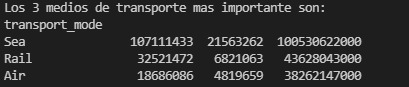 Los 3 medios de transporte mas importante son:
transport_mode
Sea 107111433 21563262 100530622000
Rail 32521472 6821063 43628043000
Air 18686086 4819659 38262147000